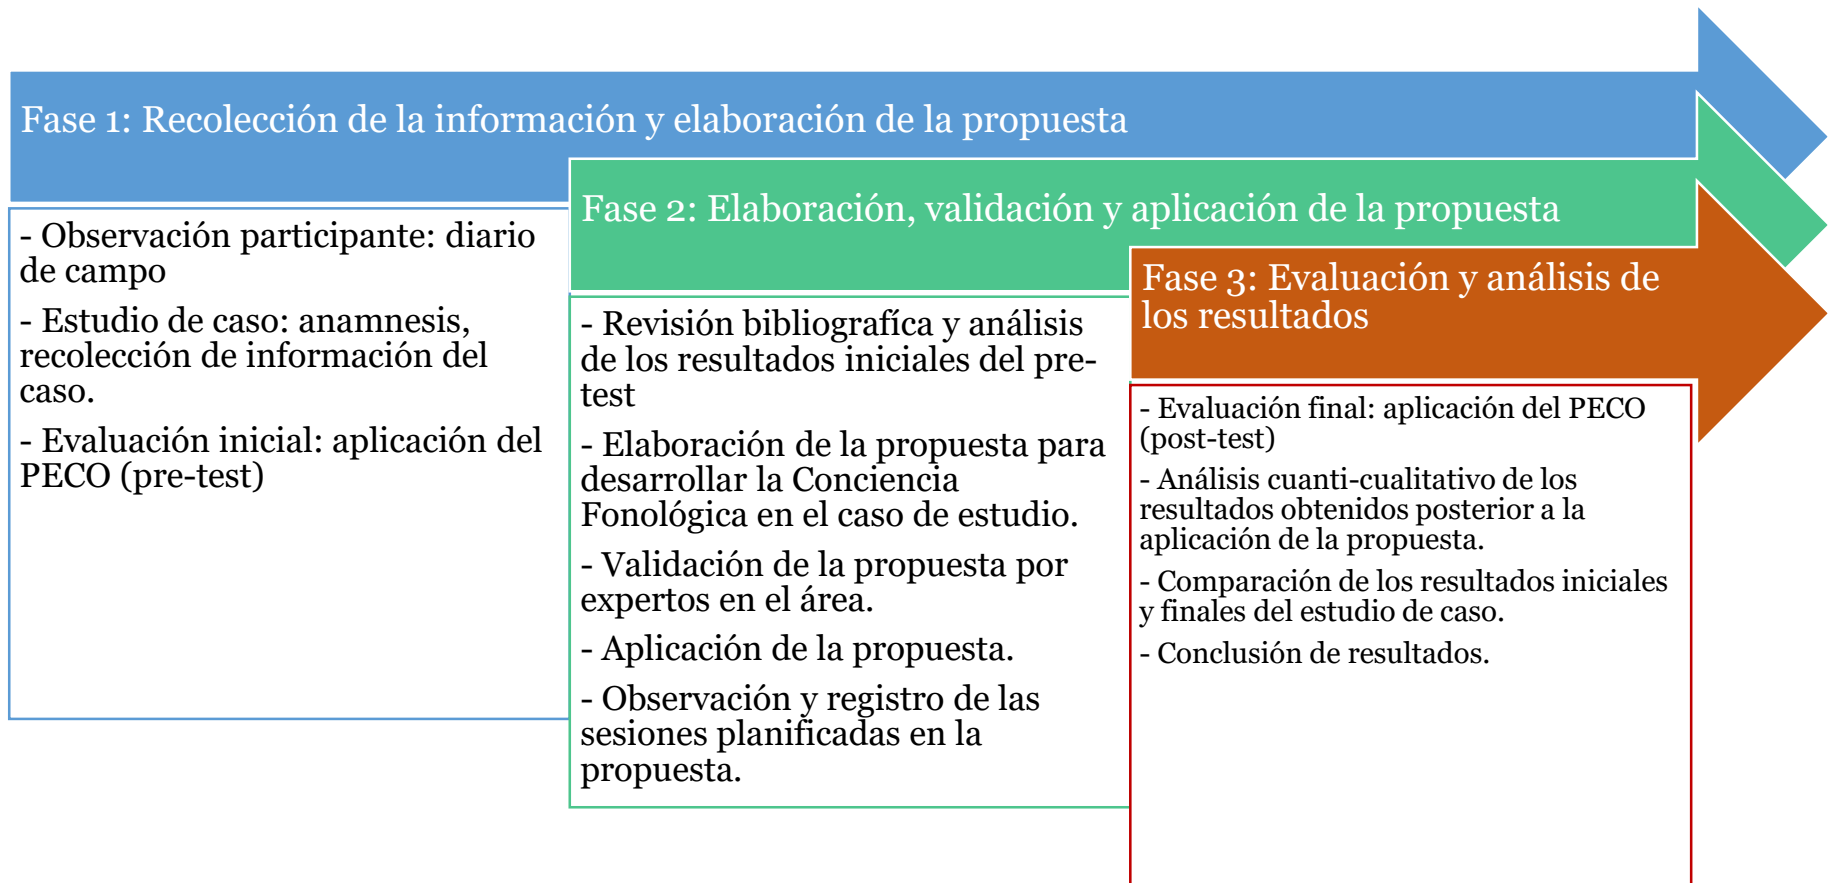 Fase 1: Recolección de la información y elaboración de la propuesta
- Observación participante: diario
de campo
- Estudio de caso: anamnesis,
recolección de información del
caso.
- Evaluación inicial: aplicación del
PECO (pre-test)
Fase 2: Elaboración, validación y aplicación de la propuesta
- Revisión bibliografíca y análisis
de los resultados iniciales del pre-
test
- Elaboración de la propuesta para
desarrollar la Conciencia
Fonológica en el caso de estudio.
- Validación de la propuesta por
expertos en el área.
- Aplicación de la propuesta.
- Observación y registro de las
sesiones planificadas en la
propuesta.
Fase 3: Evaluación y análisis de
los resultados
- Evaluación final: aplicación del PECO
(post-test)
- Análisis cuanti-cualitativo de los
resultados obtenidos posterior a la
aplicación de la propuesta.
- Comparación de los resultados iniciales
y finales del estudio de caso.
- Conclusión de resultados.